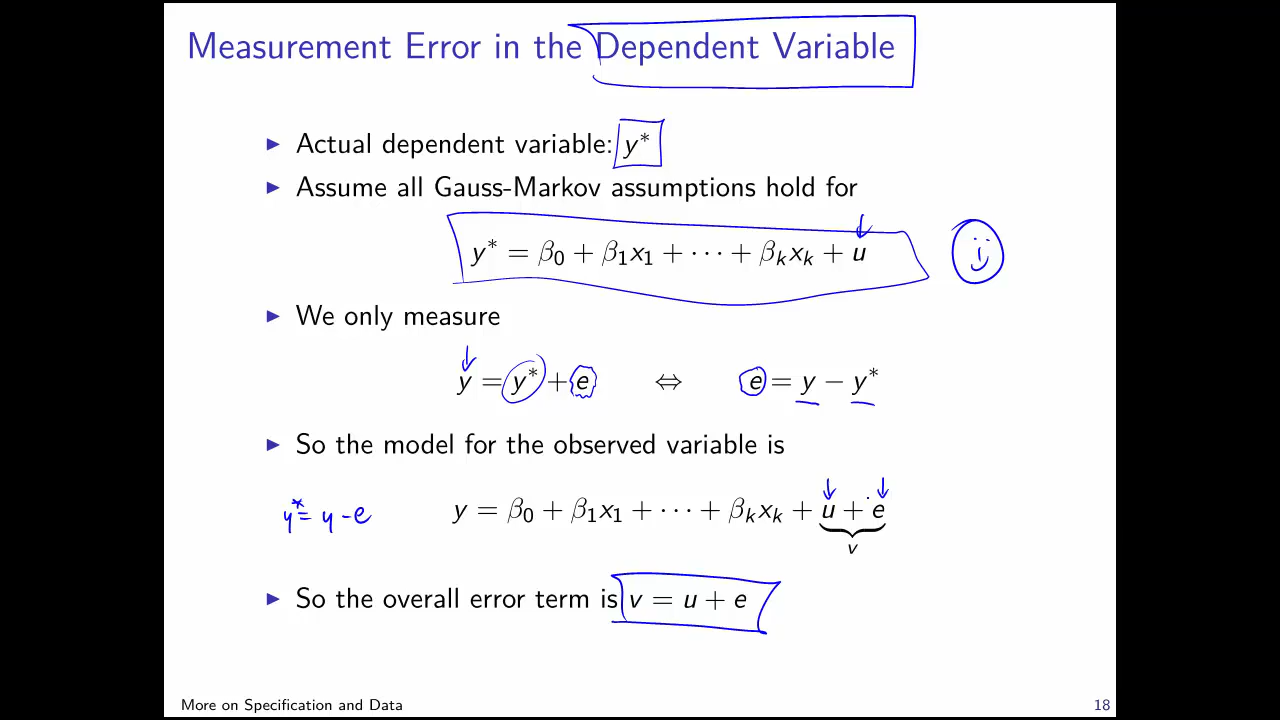 Measurement Error in the Dependent Variable
▶ Actual dependent variable: y*
▶ Assume all Gauss-Markov assumptions hold for
y* = β₀ + β₁x₁ + ··· + βₖxₖ + u
▶ We only measure
y = y* + e ⇔ e = y − y*
▶ So the model for the observed variable is
y* = y - e
y = β₀ + β₁x₁ + ··· + βₖxₖ + u + e
v
▶ So the overall error term is v = u + e
More on Specification and Data 18